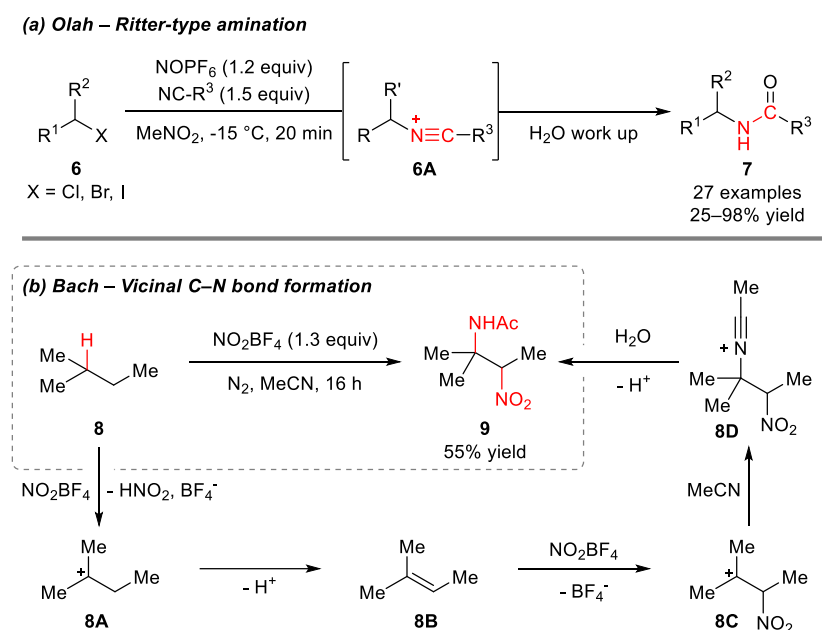 (a) Olah – Ritter-type amination
R2
R1
X
6
X = Cl, Br, I
NOPF6 (1.2 equiv)
NC-R3 (1.5 equiv)
MeNO2, -15 °C, 20 min
R'
R
+
N
C
R3
6A
H2O work up
R2
O
R1
N
H
C
R3
7
27 examples
25–98% yield
(b) Bach – Vicinal C–N bond formation
H
Me
Me
Me
8
NO2BF4 (1.3 equiv)
N2, MeCN, 16 h
NHAc
Me
Me
Me
NO2
9
55% yield
H2O
- H+
Me
+
N
Me
Me
Me
NO2
8D
NO2BF4
- HNO2, BF4-
MeCN
Me
+
Me
Me
8A
- H+
Me
Me
Me
8B
NO2BF4
- BF4-
Me
+
Me
Me
NO2
8C